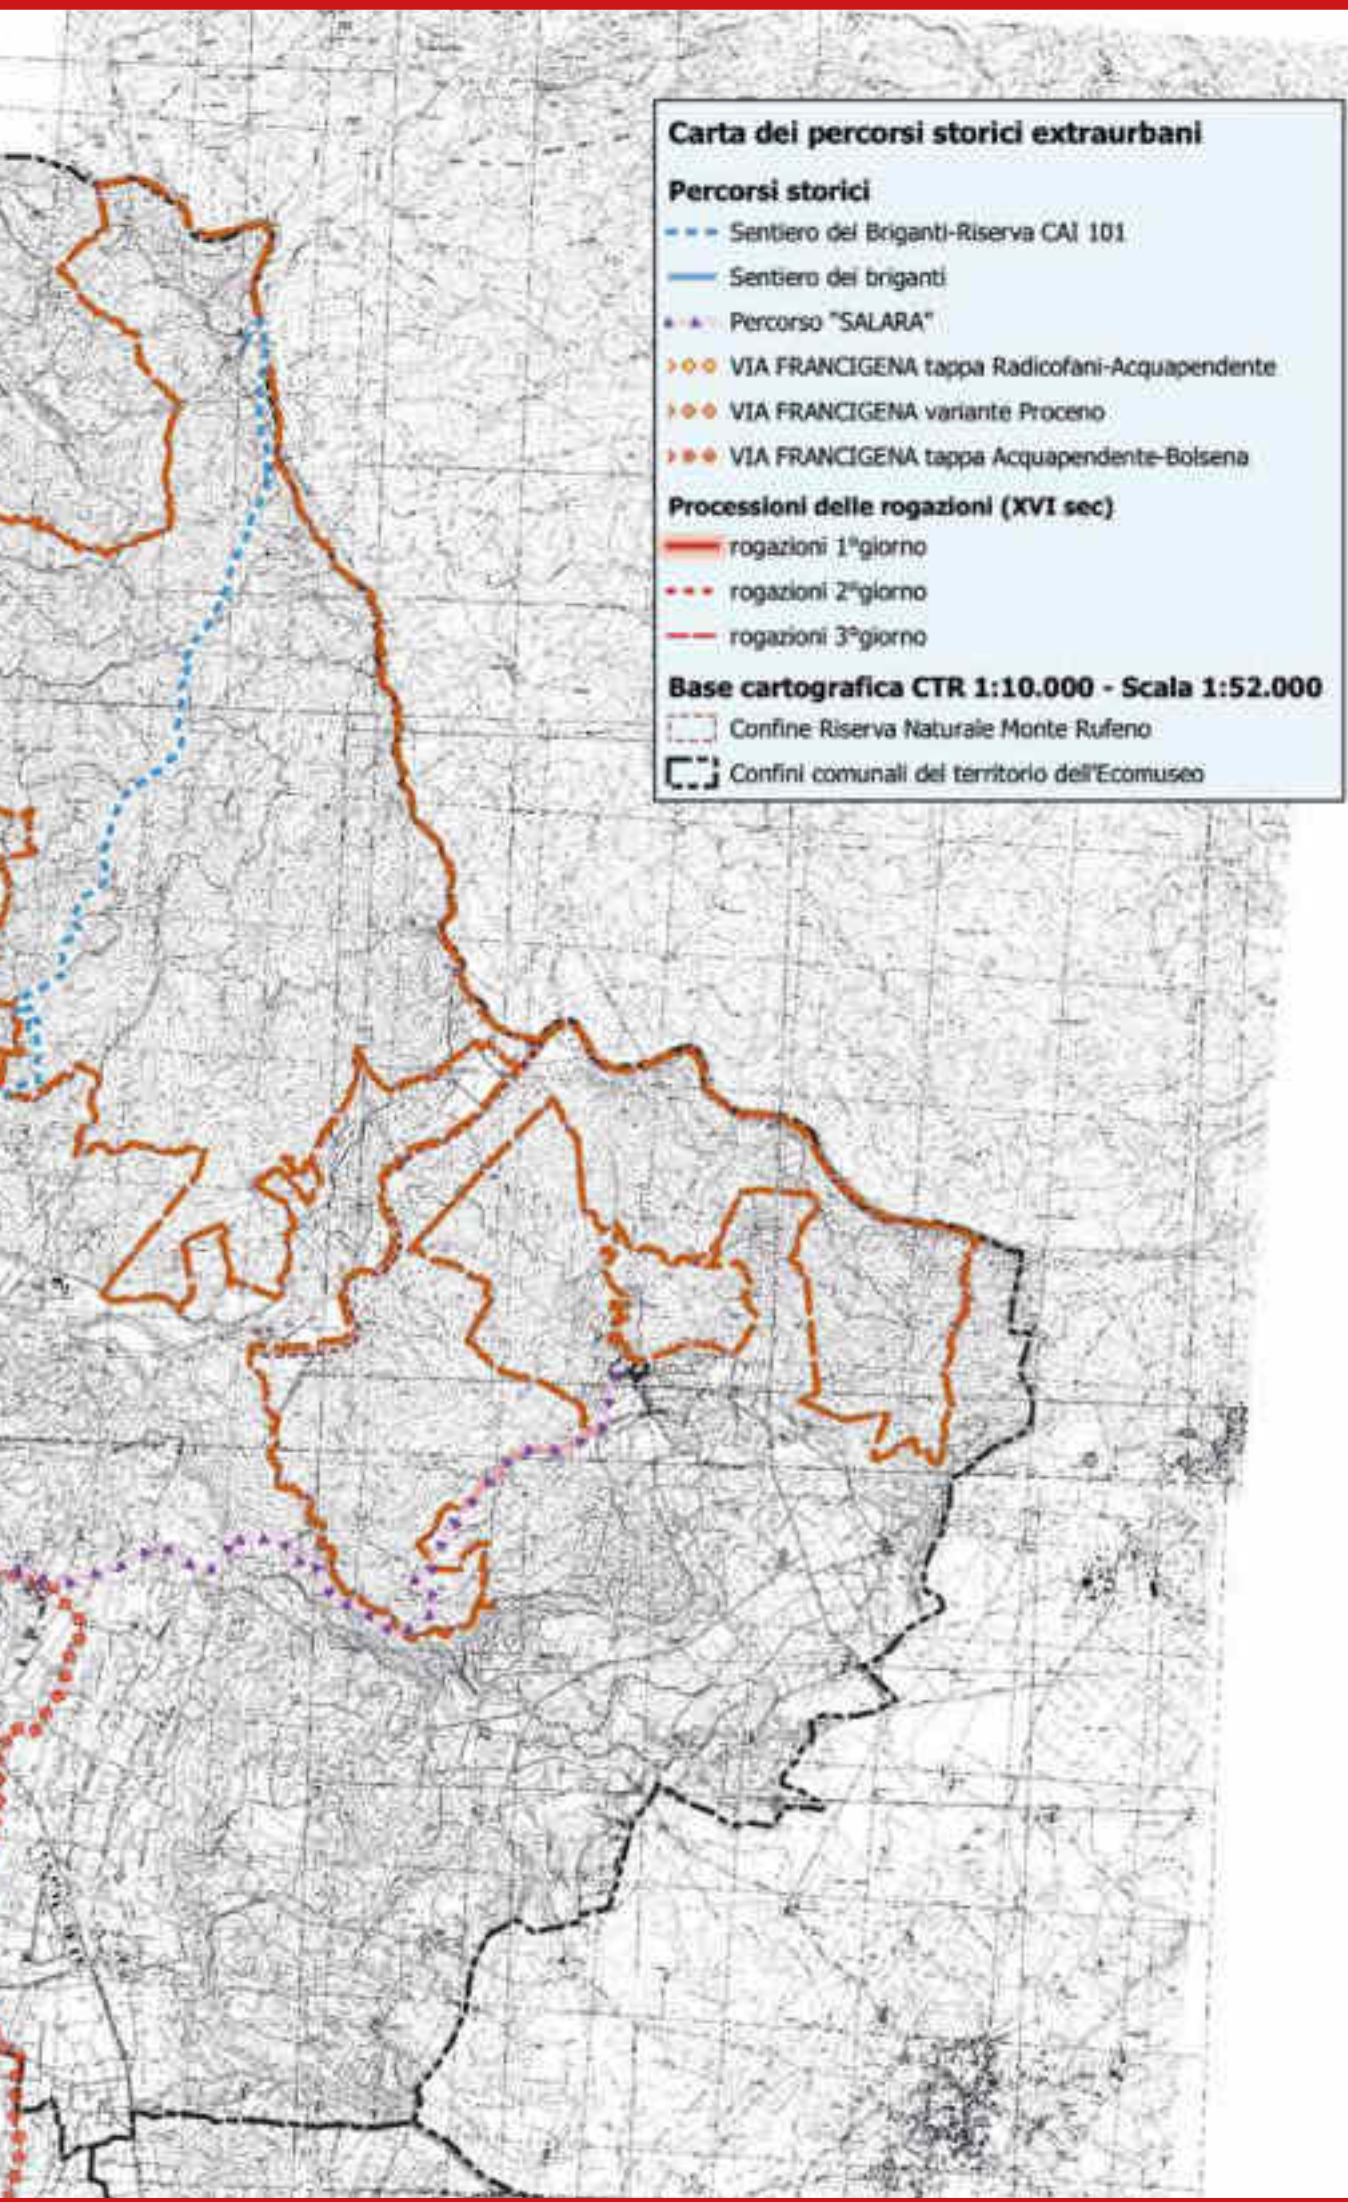 Carta dei percorsi storici extraurbani
Percorsi storici
Sentiero dei Briganti-Riserva CAI 101
Sentiero dei briganti
Percorso "SALARA"
VIA FRANCIGENA tappa Radicofani-Acquapendente
VIA FRANCIGENA variante Proceno
VIA FRANCIGENA tappa Acquapendente-Bolsena
Processioni delle rogazioni (XVI sec)
rogazioni 1°giorno
rogazioni 2°giorno
rogazioni 3°giorno
Base cartografica CTR 1:10.000 - Scala 1:52.000
Confine Riserva Naturale Monte Rufeno
Confini comunali del territorio dell'Ecomuseo